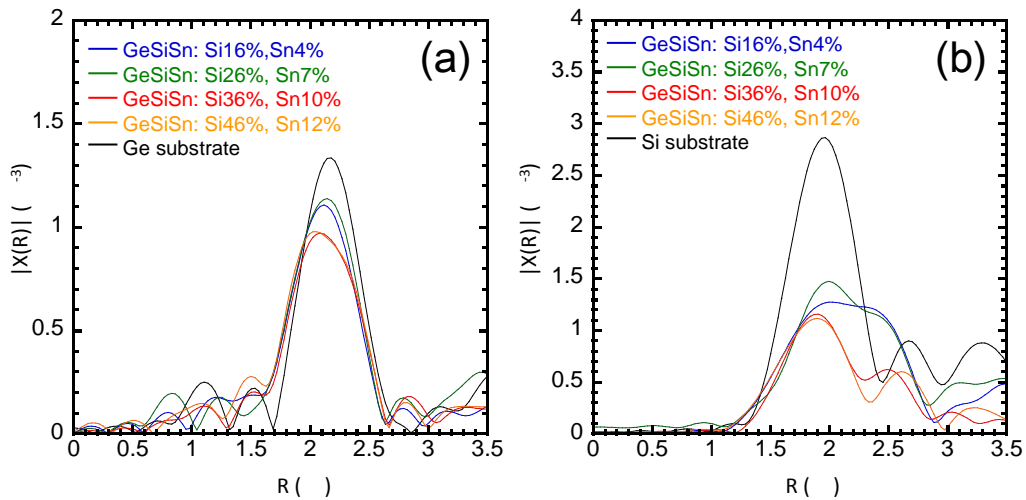 2
1.5
1
0.5
0
|X(R)| ( -3)
GeSiSn: Si16%,Sn4%
GeSiSn: Si26%, Sn7%
GeSiSn: Si36%, Sn10%
GeSiSn: Si46%, Sn12%
Ge substrate
(a)
0 0.5 1 1.5 2 2.5 3 3.5
R ( )
4
3.5
3
2.5
2
1.5
1
0.5
0
|X(R)| ( -3)
GeSiSn: Si16%,Sn4%
GeSiSn: Si26%, Sn7%
GeSiSn: Si36%, Sn10%
GeSiSn: Si46%, Sn12%
Si substrate
(b)
0 0.5 1 1.5 2 2.5 3 3.5
R ( )